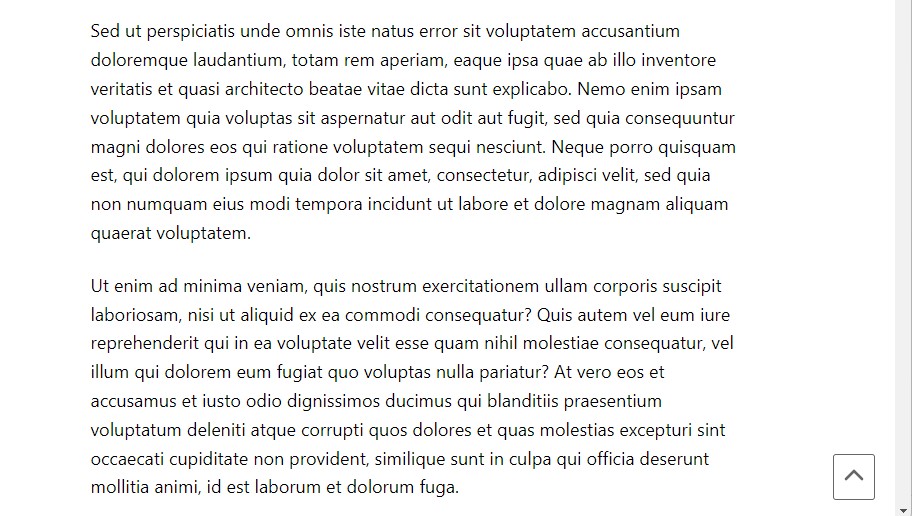 Sed ut perspiciatis unde omnis iste natus error sit voluptatem accusantium
doloremque laudantium, totam rem aperiam, eaque ipsa quae ab illo inventore
veritatis et quasi architecto beatae vitae dicta sunt explicabo. Nemo enim ipsam
voluptatem quia voluptas sit aspernatur aut odit aut fugit, sed quia consequuntur
magni dolores eos qui ratione voluptatem sequi nesciunt. Neque porro quisquam
est, qui dolorem ipsum quia dolor sit amet, consectetur, adipisci velit, sed quia
non numquam eius modi tempora incidunt ut labore et dolore magnam aliquam
quaerat voluptatem.
Ut enim ad minima veniam, quis nostrum exercitationem ullam corporis suscipit
laboriosam, nisi ut aliquid ex ea commodi consequatur? Quis autem vel eum iure
reprehenderit qui in ea voluptate velit esse quam nihil molestiae consequatur, vel
illum qui dolorem eum fugiat quo voluptas nulla pariatur? At vero eos et
accusamus et iusto odio dignissimos ducimus qui blanditiis praesentium
voluptatum deleniti atque corrupti quos dolores et quas molestias excepturi sint
occaecati cupiditate non provident, similique sunt in culpa qui officia deserunt
mollitia animi, id est laborum et dolorum fuga.